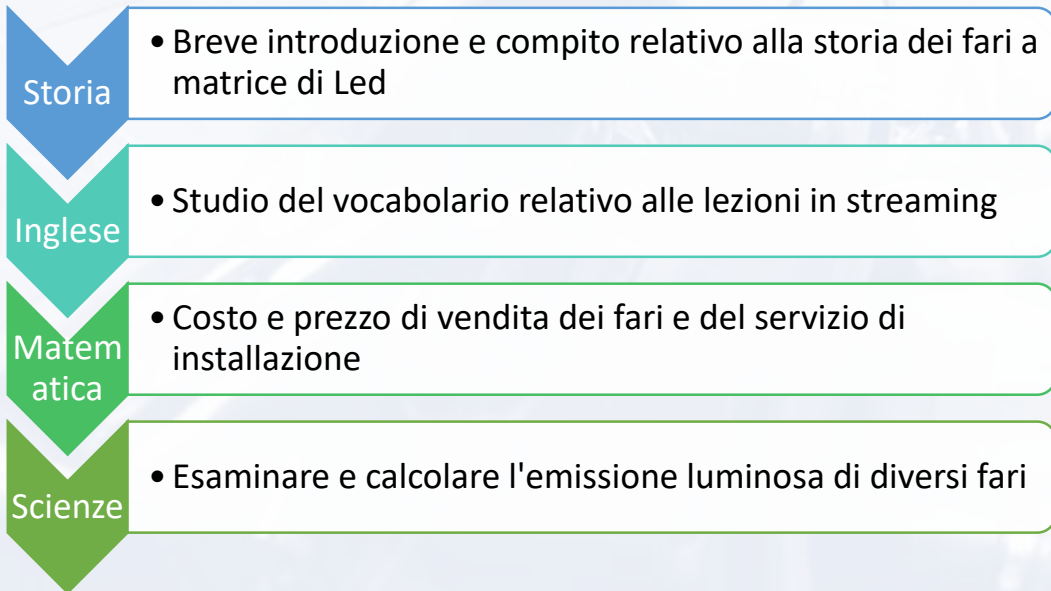 Storia
• Breve introduzione e compito relativo alla storia dei fari a
matrice di Led
Inglese
• Studio del vocabolario relativo alle lezioni in streaming
Matem
atica
• Costo e prezzo di vendita dei fari e del servizio di
installazione
Scienze
• Esaminare e calcolare l'emissione luminosa di diversi fari